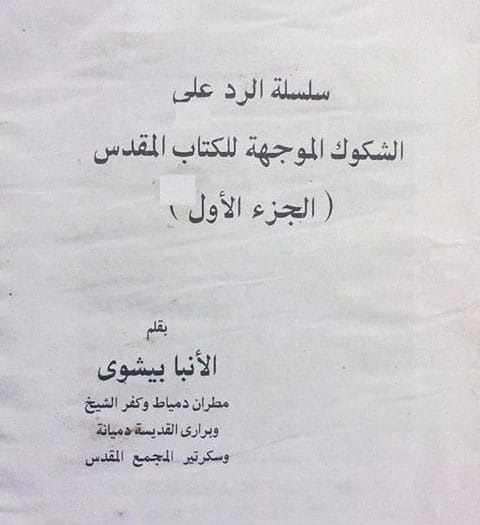 سلسلة الرد على
الشكوك الموجهة للكتاب المقدس
( الجزء الأول )
بقلم
الأنبا بيشوى
مطران دمياط وكفر الشيخ
وبرارى القديسة دميانة
وسكرتير المجمع المقدس